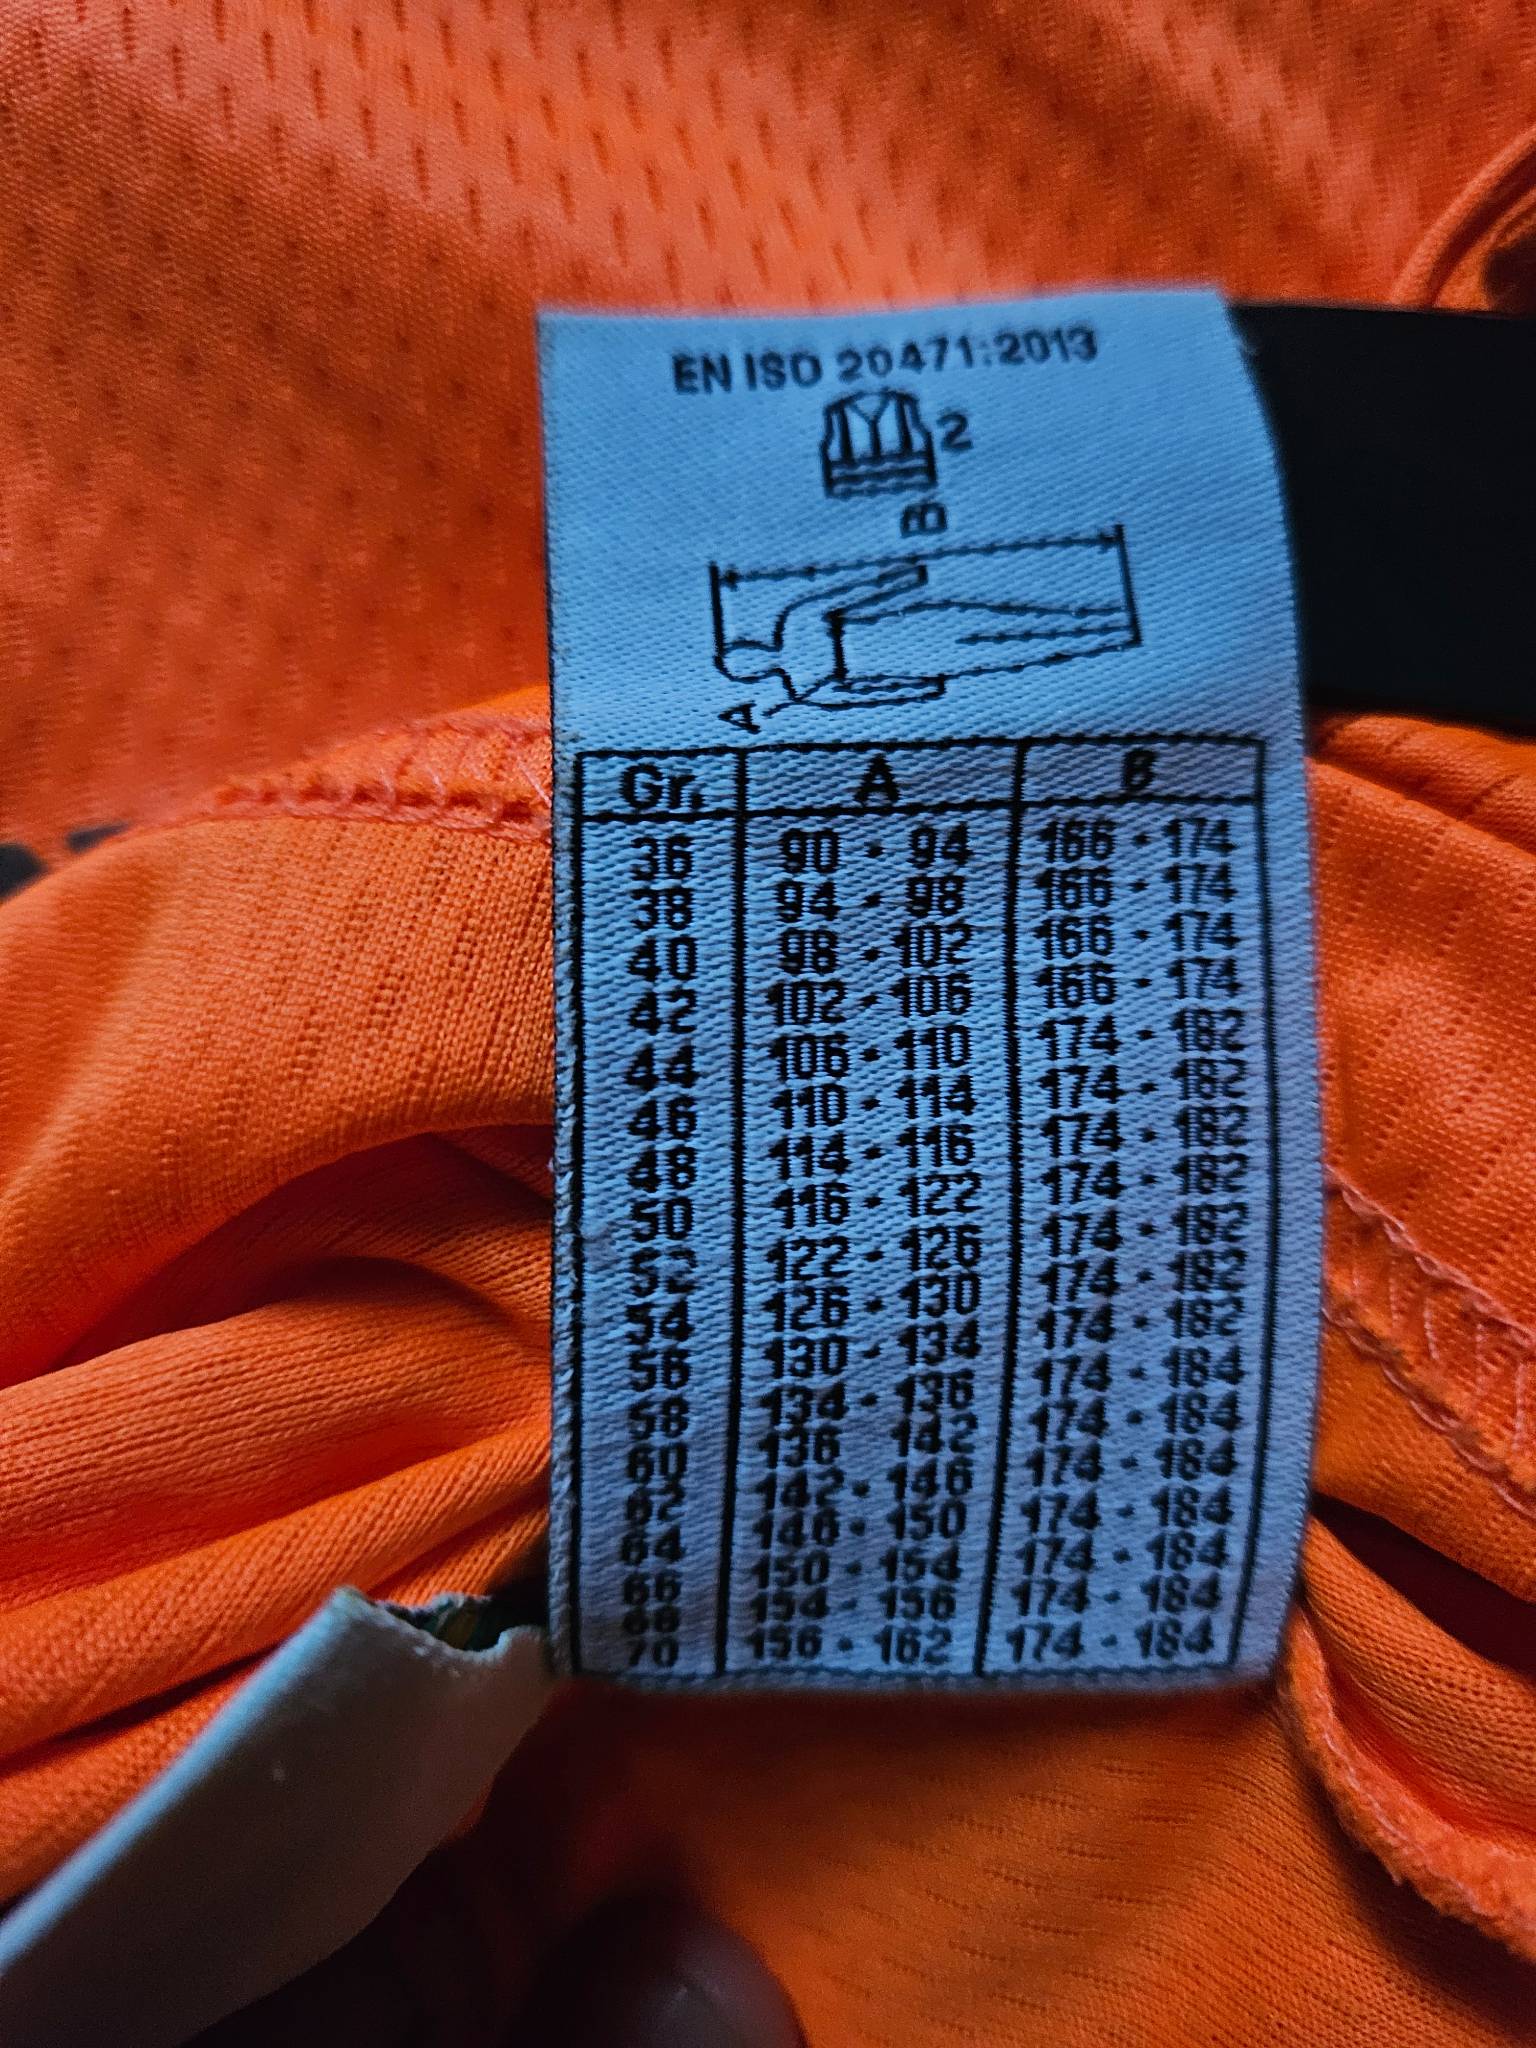 EN ISO 20471:2013
2
B
A
Gr. A B
36 90 - 94 166 - 174
38 94 - 98 166 - 174
40 98 - 102 166 - 174
42 102 - 106 166 - 174
44 106 - 110 174 - 182
46 110 - 114 174 - 182
48 114 - 116 174 - 182
50 116 - 122 174 - 182
52 122 - 126 174 - 182
54 126 - 130 174 - 182
56 130 - 134 174 - 182
58 134 - 136 174 - 184
60 136 142 174 - 184
62 142 - 146 174 - 184
64 146 - 150 174 - 184
66 150 - 154 174 - 184
68 154 - 156 174 - 184
70 156 - 162 174 - 184